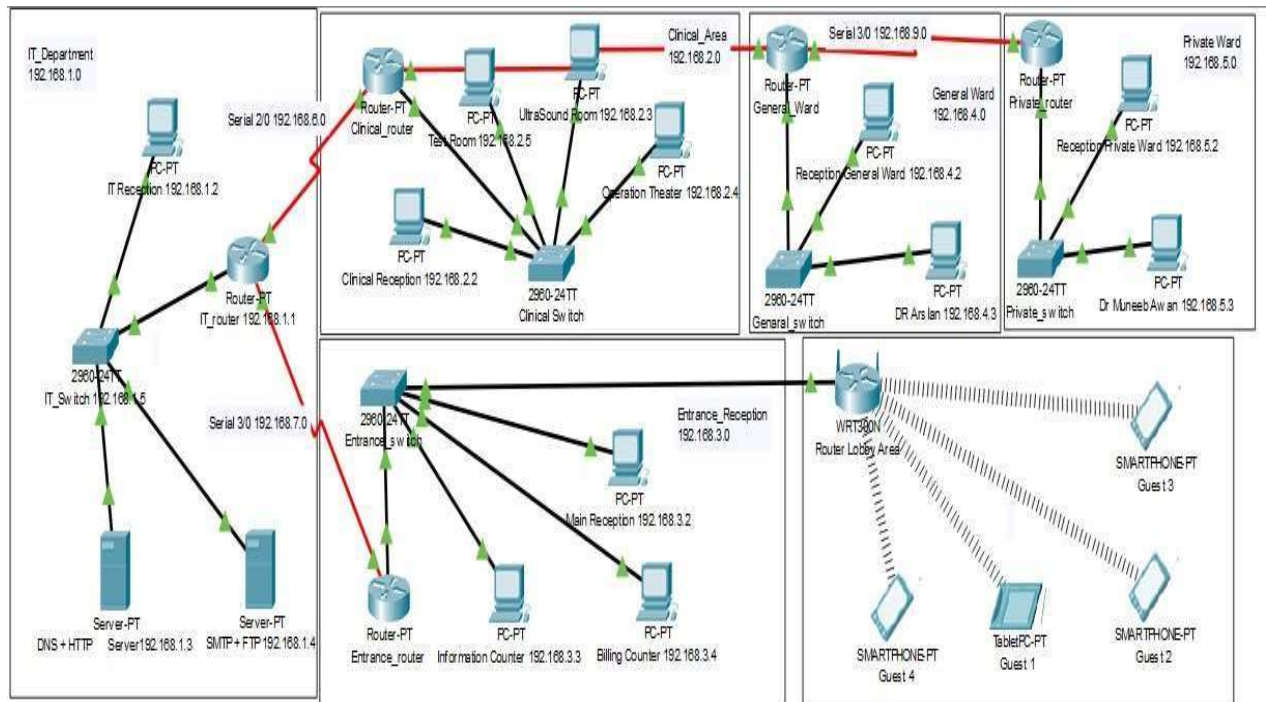 IT_Department
192.168.1.0
PC-PT
IT Reception 192.168.1.2
Serial 2/0 192.168.6.0
Router-PT
IT_router 192.168.1.1
2960-24TT
IT_Switch 192.168.1.5
Serial 3/0 192.168.7.0
Server-PT
DNS + HTTP Server192.168.1.3
Server-PT
SMTP + FTP 192.168.1.4
Router-PT
Clinical_router
PC-PT
Test Room 192.168.2.5
PC-PT
UltraSound Room 192.168.2.3
Clinical_Area
192.168.2.0
PC-PT
Operation Theater 192.168.2.4
PC-PT
Clinical Reception 192.168.2.2
2960-24TT
Clinical Switch
Router-PT
General_Ward
Serial 3/0 192.168.9.0
General Ward
192.168.4.0
PC-PT
Reception General Ward 192.168.4.2
2960-24TT
Genaral_switch
PC-PT
DR Arslan 192.168.4.3
Router-PT
Private_router
Private Ward
192.168.5.0
PC-PT
Reception Private Ward 192.168.5.2
2960-24TT
Private_switch
PC-PT
Dr Muneeb Awan 192.168.5.3
2960-24TT
Entrance_switch
Entrance_Reception
192.168.3.0
PC-PT
Main Reception 192.168.3.2
Router-PT
Entrance_router
PC-PT
Information Counter 192.168.3.3
PC-PT
Billing Counter 192.168.3.4
WRT300N
Router Lobby Area
SMARTPHONE-PT
Guest 3
SMARTPHONE-PT
Guest 4
TabletPC-PT
Guest 1
SMARTPHONE-PT
Guest 2